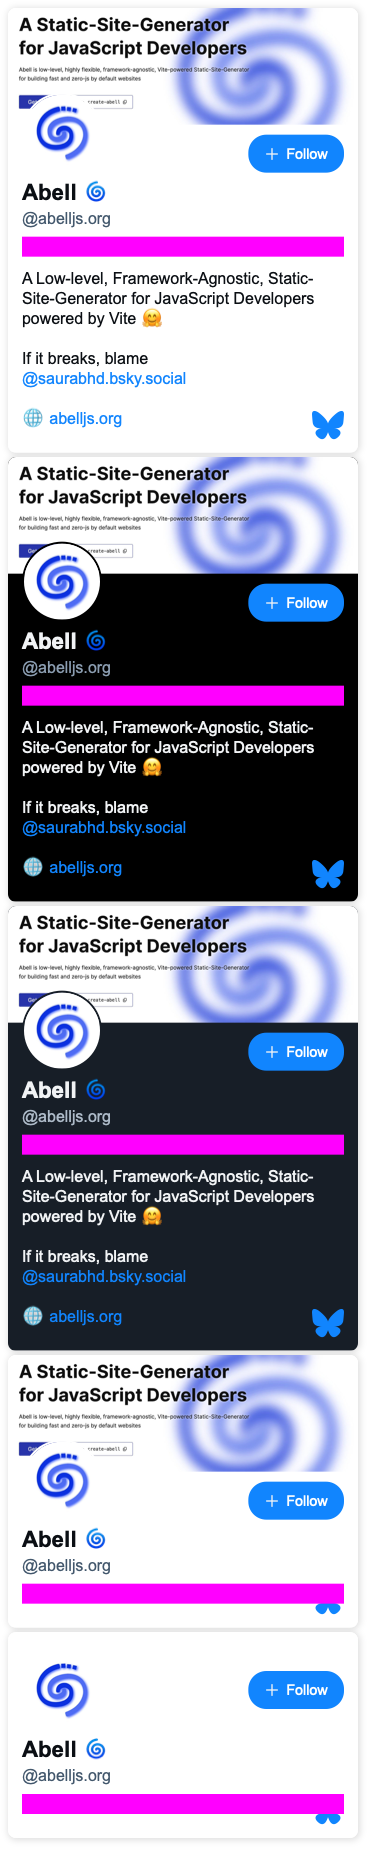 A Static-Site-Generator
for JavaScript Developers
Abell is low-level, highly flexible, framework-agnostic, Vite-powered Static-Site-Generator
for building fast and zero-js by default websites
create-abell
Follow
Abell
@abelljs.org
A Low-level, Framework-Agnostic, Static-
Site-Generator for JavaScript Developers
powered by Vite 🤗
If it breaks, blame
@saurabhd.bsky.social
abelljs.org
A Static-Site-Generator
for JavaScript Developers
Abell is low-level, highly flexible, framework-agnostic, Vite-powered Static-Site-Generator
for building fast and zero-js by default websites
create-abell
Follow
Abell
@abelljs.org
A Low-level, Framework-Agnostic, Static-
Site-Generator for JavaScript Developers
powered by Vite 🤗
If it breaks, blame
@saurabhd.bsky.social
abelljs.org
A Static-Site-Generator
for JavaScript Developers
Abell is low-level, highly flexible, framework-agnostic, Vite-powered Static-Site-Generator
for building fast and zero-js by default websites
create-abell
Follow
Abell
@abelljs.org
A Low-level, Framework-Agnostic, Static-
Site-Generator for JavaScript Developers
powered by Vite 🤗
If it breaks, blame
@saurabhd.bsky.social
abelljs.org
A Static-Site-Generator
for JavaScript Developers
Abell is low-level, highly flexible, framework-agnostic, Vite-powered Static-Site-Generator
for building fast and zero-js by default websites
create-abell
Follow
Abell
@abelljs.org
Follow
Abell
@abelljs.org